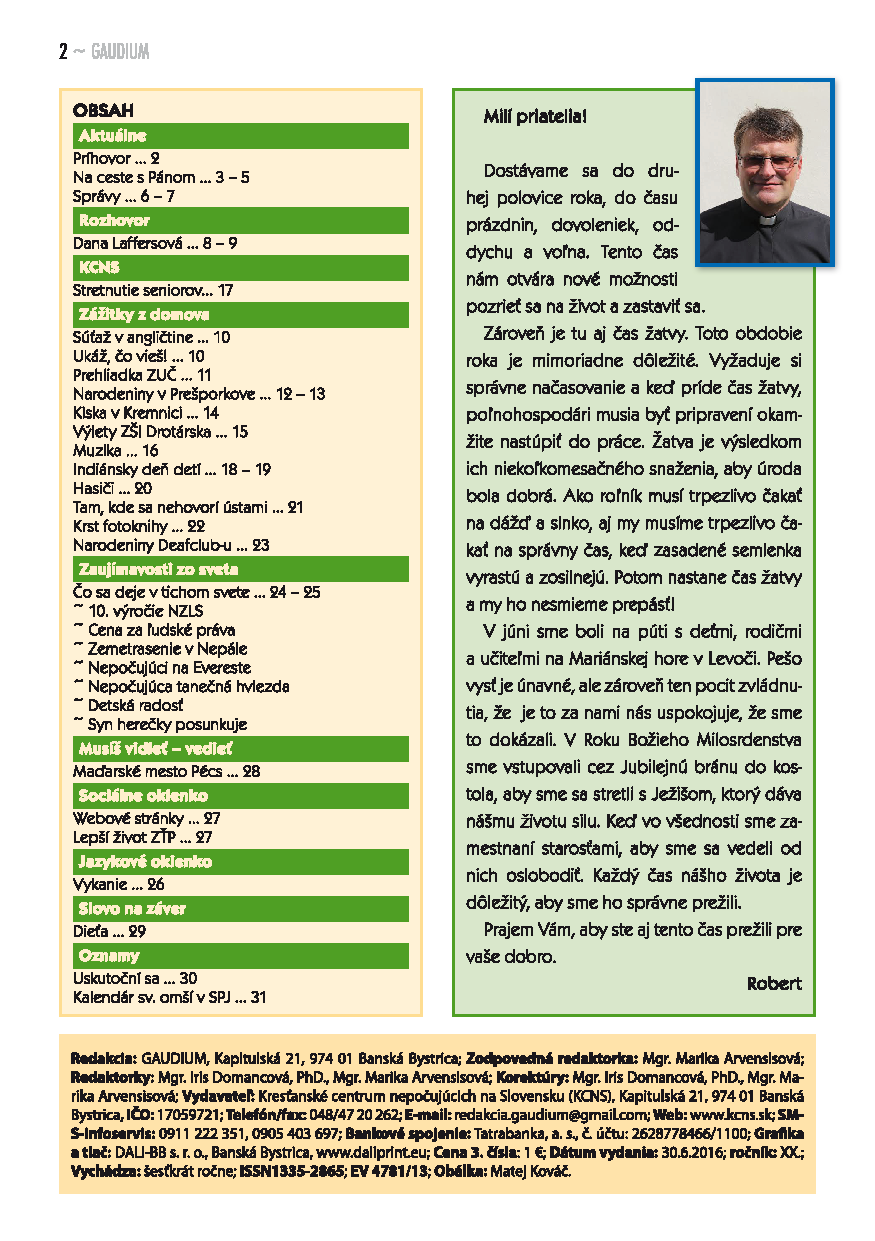 2 ~ GAUDIUM
OBSAH
Aktuálne
Príhovor ... 2
Na ceste s Pánom ... 3 – 5
Správy ... 6 – 7
Rozhovor
Dana Laffersová ... 8 – 9
KCNS
Stretnutie seniorov... 17
Zážitky z domova
Súťaž v angličtine ... 10
Ukáž, čo vieš! ... 10
Prehliadka ZUČ ... 11
Narodeniny v Prešporkove ... 12 – 13
Kiska v Kremnici ... 14
Výlety ZŠI Drotárska ... 15
Muzika ... 16
Indiánsky deň detí ... 18 – 19
Hasiči ... 20
Tam, kde sa nehovorí ústami ... 21
Krst fotoknihy ... 22
Narodeniny Deafclub-u ... 23
Zaujímavosti zo sveta
Čo sa deje v tichom svete ... 24 – 25
~ 10. výročie NZLS
~ Cena za ľudské práva
~ Zemetrasenie v Nepále
~ Nepočujúci na Evereste
~ Nepočujúca tanečná hviezda
~ Detská radosť
~ Syn herečky posunkuje
Musíš vidieť – vedieť
Maďarské mesto Pécs ... 28
Sociálne okienko
Webové stránky ... 27
Lepší život ZŤP ... 27
Jazykové okienko
Vykanie ... 26
Slovo na záver
Dieťa ... 29
Oznamy
Uskutoční sa ... 30
Kalendár sv. omší v SPJ ... 31
Milí priatelia!
Dostávame sa do dru-
hej polovice roka, do času
prázdnin, dovoleniek, od-
dychu a voľna. Tento čas
nám otvára nové možnosti
pozrieť sa na život a zastaviť sa.
Zároveň je tu aj čas žatvy. Toto obdobie
roka je mimoriadne dôležité. Vyžaduje si
správne načasovanie a keď príde čas žatvy,
poľnohospodári musia byť pripravení okam-
žite nastúpiť do práce. Žatva je výsledkom
ich niekoľkomesačného snaženia, aby úroda
bola dobrá. Ako roľník musí trpezlivo čakať
na dážď a slnko, aj my musíme trpezlivo ča-
kať na správny čas, keď zasadené semienka
vyrastú a zosilnejú. Potom nastane čas žatvy
a my ho nesmieme prepásť!
V júni sme boli na púti s deťmi, rodičmi
a učiteľmi na Mariánskej hore v Levoči. Pešo
vysť je únavné, ale zároveň ten pocit zvládnu-
tia, že je to za nami nás uspokojuje, že sme
to dokázali. V Roku Božieho Milosrdenstva
sme vstupovali cez Jubilejnú bránu do kos-
tola, aby sme sa stretli s Ježišom, ktorý dáva
nášmu životu silu. Keď vo všednosti sme za-
mestnaní starosťami, aby sme sa vedeli od
nich oslobodiť. Každý čas nášho života je
dôležitý, aby sme ho správne prežili.
Prajem Vám, aby ste aj tento čas prežili pre
vaše dobro.
Robert
Redakcia: GAUDIUM, Kapitulská 21, 974 01 Banská Bystrica; Zodpovedná redaktorka: Mgr. Marika Arvensisová;
Redaktorky: Mgr. Iris Domancová, PhD., Mgr. Marika Arvensisová; Korektúry: Mgr. Iris Domancová, PhD., Mgr. Ma-
rika Arvensisová; Vydavateľ: Kresťanské centrum nepočujúcich na Slovensku (KCNS), Kapitulská 21, 974 01 Banská
Bystrica, IČO: 17059721; Telefón/fax: 048/47 20 262; E-mail: redakcia.gaudium@gmail.com; Web: www.kcns.sk; SM-
S-infoservis: 0911 222 351, 0905 403 697; Bankové spojenie: Tatrabanka, a. s., č. účtu: 2628778466/1100; Grafika
a tlač: DALI-BB s. r. o., Banská Bystrica, www.daliprint.eu; Cena 3. čísla: 1 €; Dátum vydania: 30.6.2016; ročník: XX.;
Vychádza: šesťkrát ročne; ISSN1335-2865; EV 4781/13; Obálka: Matej Kováč.